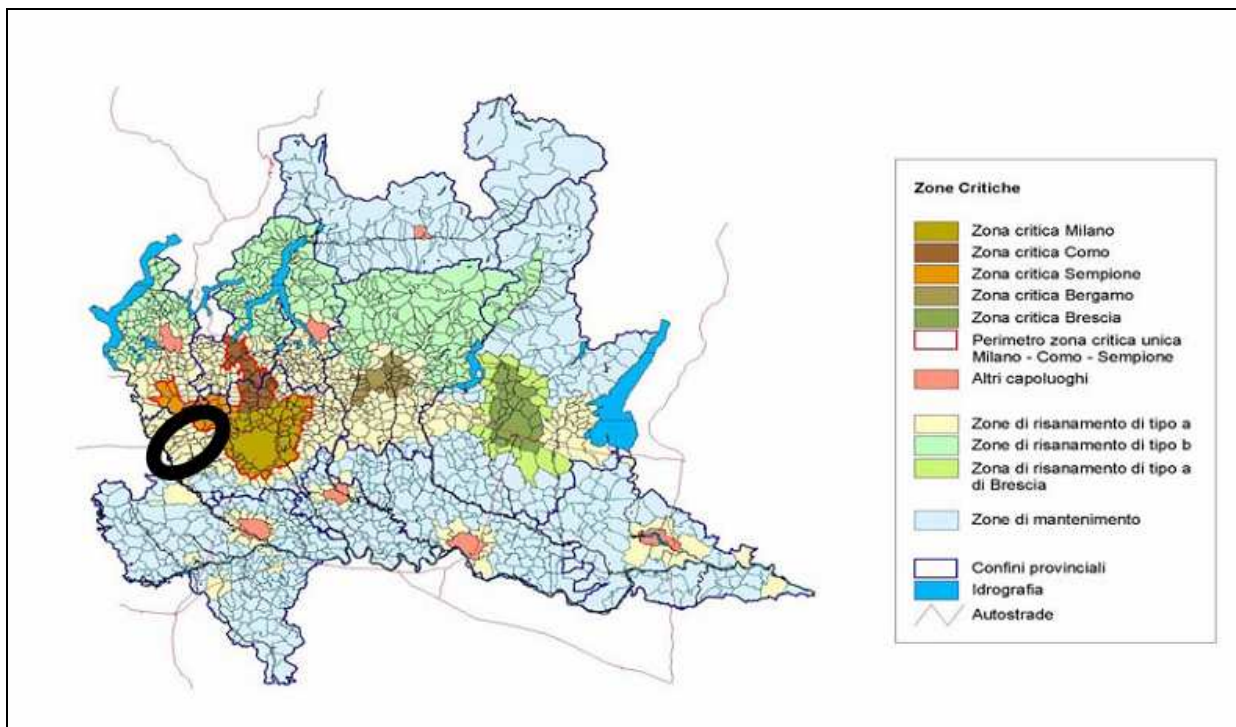 Zone Critiche
Zona critica Milano
Zona critica Como
Zona critica Sempione
Zona critica Bergamo
Zona critica Brescia
Perimetro zona critica unica
Milano - Como - Sempione
Altri capoluoghi
Zone di risanamento di tipo a
Zone di risanamento di tipo b
Zona di risanamento di tipo a
di Brescia
Zone di mantenimento
Confini provinciali
Idrografia
Autostrade